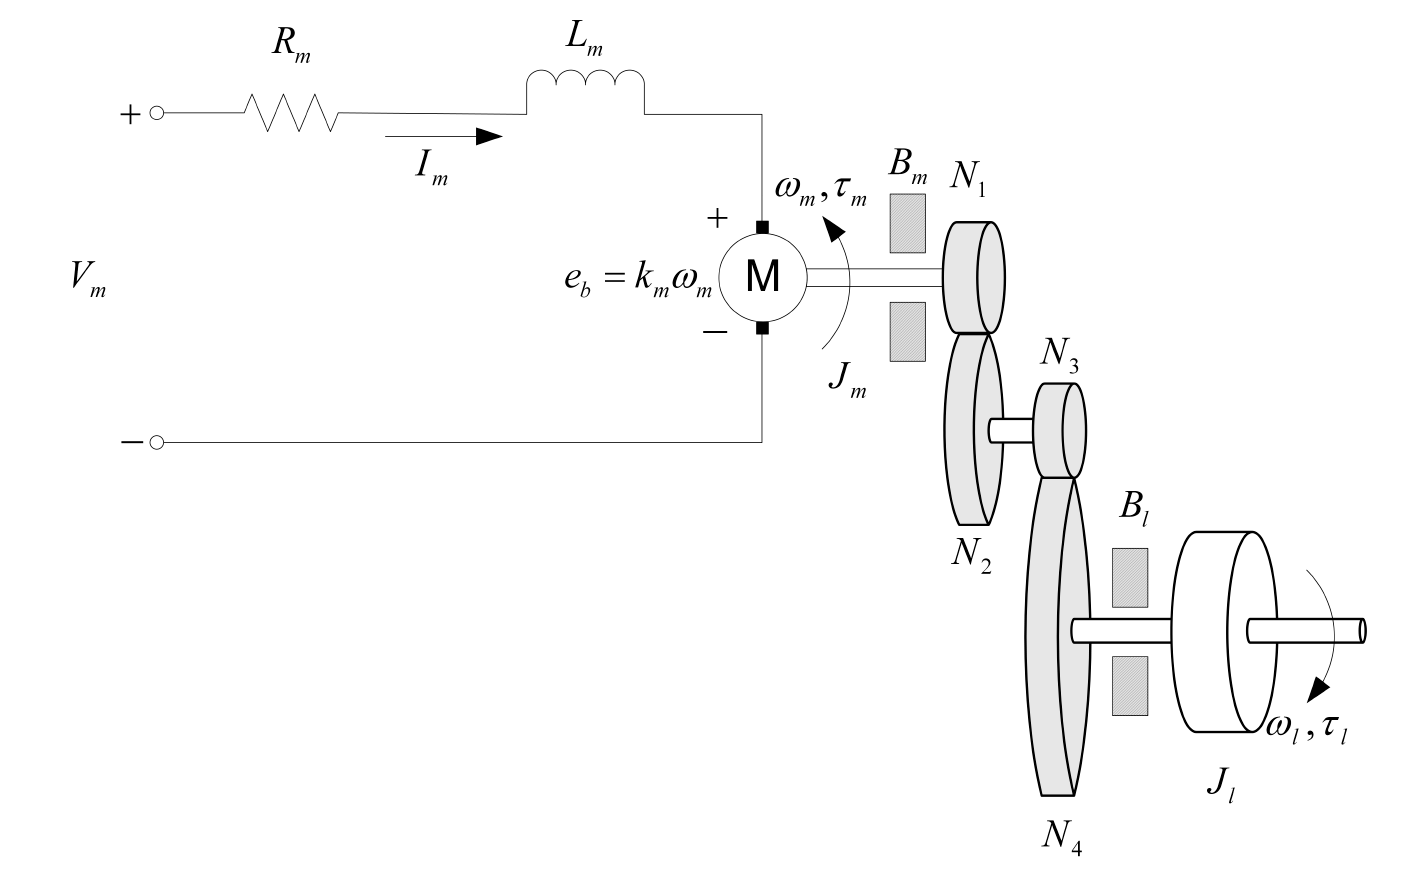 R_m
L_m
+
I_m
B_m
N_1
ω_m, τ_m
+
V_m
e_b = k_m ω_m
M
−
J_m
N_3
−
B_l
N_2
ω_l, τ_l
J_l
N_4